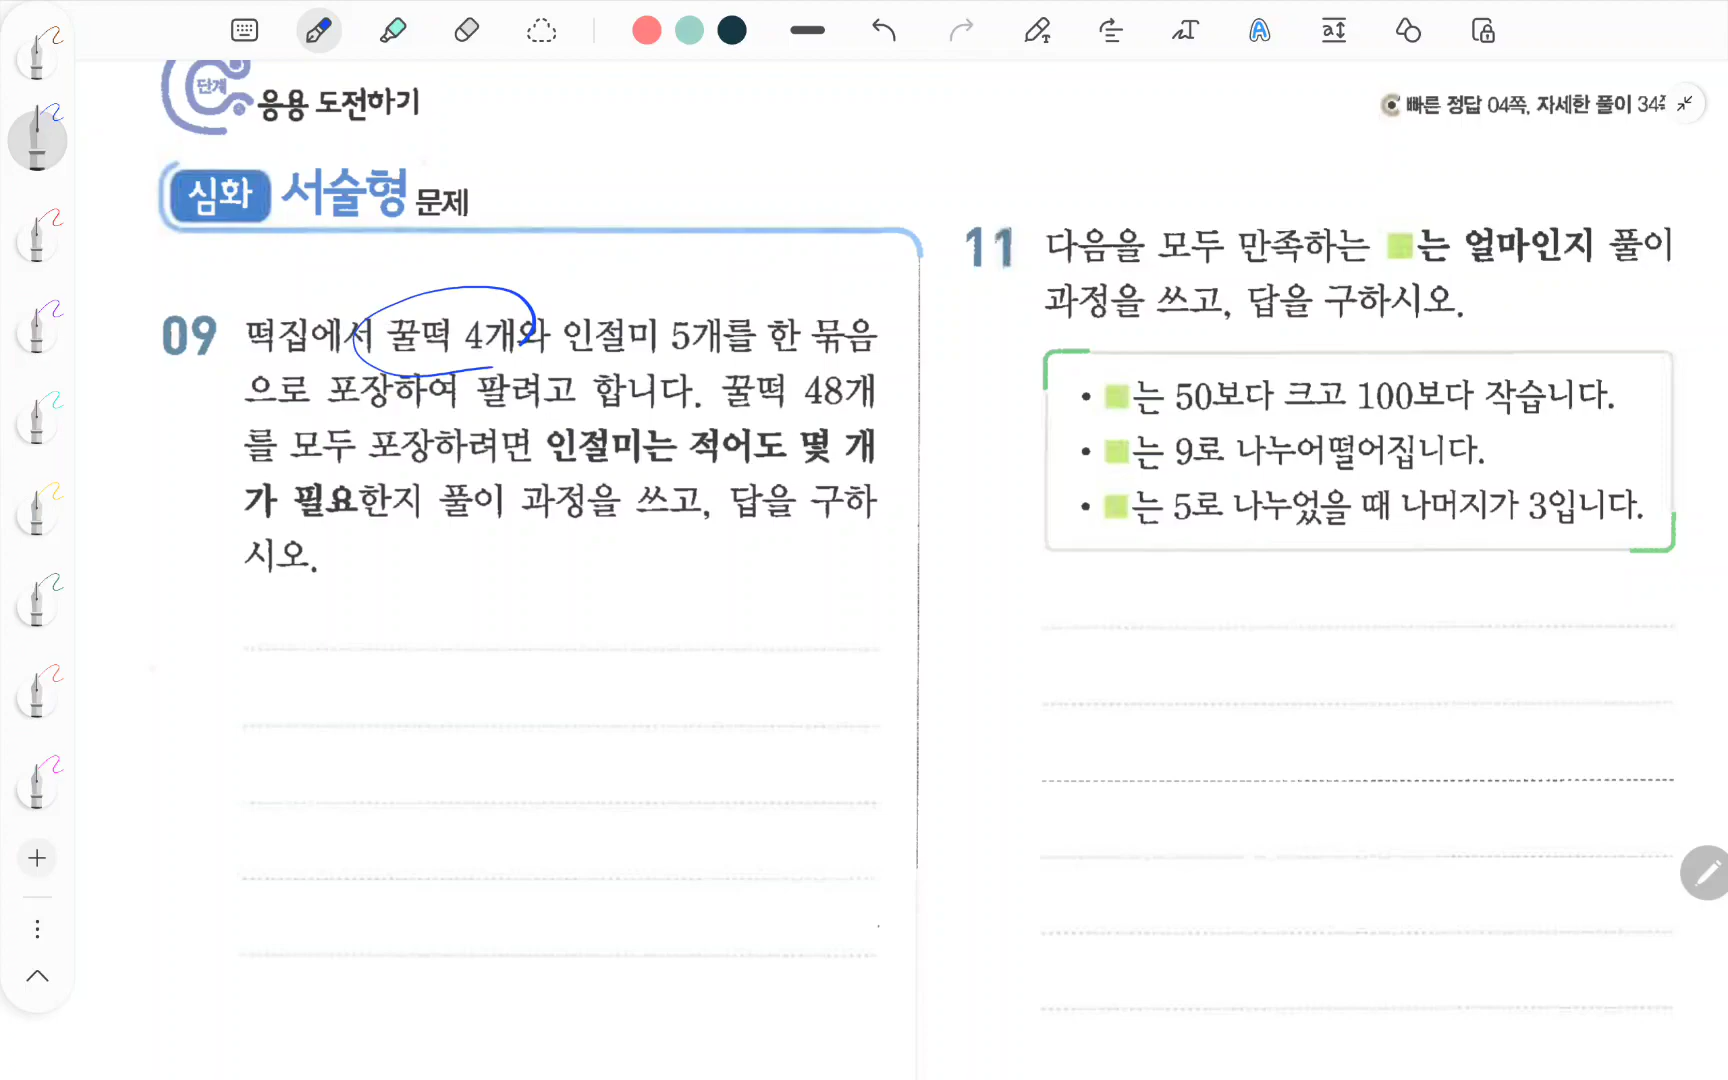 단계
응용 도전하기
빠른 정답 04쪽, 자세한 풀이 34
심화 서술형 문제
09 떡집에서 꿀떡 4개와 인절미 5개를 한 묶음
으로 포장하여 팔려고 합니다. 꿀떡 48개
를 모두 포장하려면 인절미는 적어도 몇 개
가 필요한지 풀이 과정을 쓰고, 답을 구하
시오.
11 다음을 모두 만족하는 는 얼마인지 풀이
과정을 쓰고, 답을 구하시오.
• 는 50보다 크고 100보다 작습니다.
• 는 9로 나누어떨어집니다.
• 는 5로 나누었을 때 나머지가 3입니다.